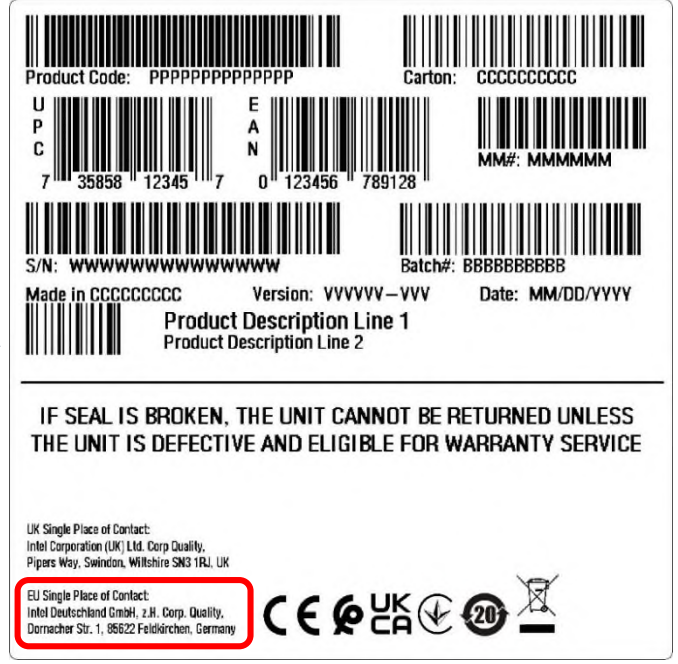 Product Code: PPPPPPPPPPPPPP
Carton: CCCCCCCCCC
U
P
C
7 35858 12345 7
E
A
N
0 123456 789128
MM#: MMMMMM
S/N: WWWWWWWWWWWWWW
Batch#: BBBBBBBBBB
Made in CCCCCCCCC Version: VVVVVV-VVV Date: MM/DD/YYYY
Product Description Line 1
Product Description Line 2
IF SEAL IS BROKEN, THE UNIT CANNOT BE RETURNED UNLESS
THE UNIT IS DEFECTIVE AND ELIGIBLE FOR WARRANTY SERVICE
UK Single Place of Contact:
Intel Corporation (UK) Ltd. Corp Quality,
Pipers Way, Swindon, Wiltshire SN3 1RJ, UK
EU Single Place of Contact:
Intel Deutschland GmbH, z.H. Corp. Quality,
Dornacher Str. 1, 85622 Feldkirchen, Germany
CE UK
CA 20